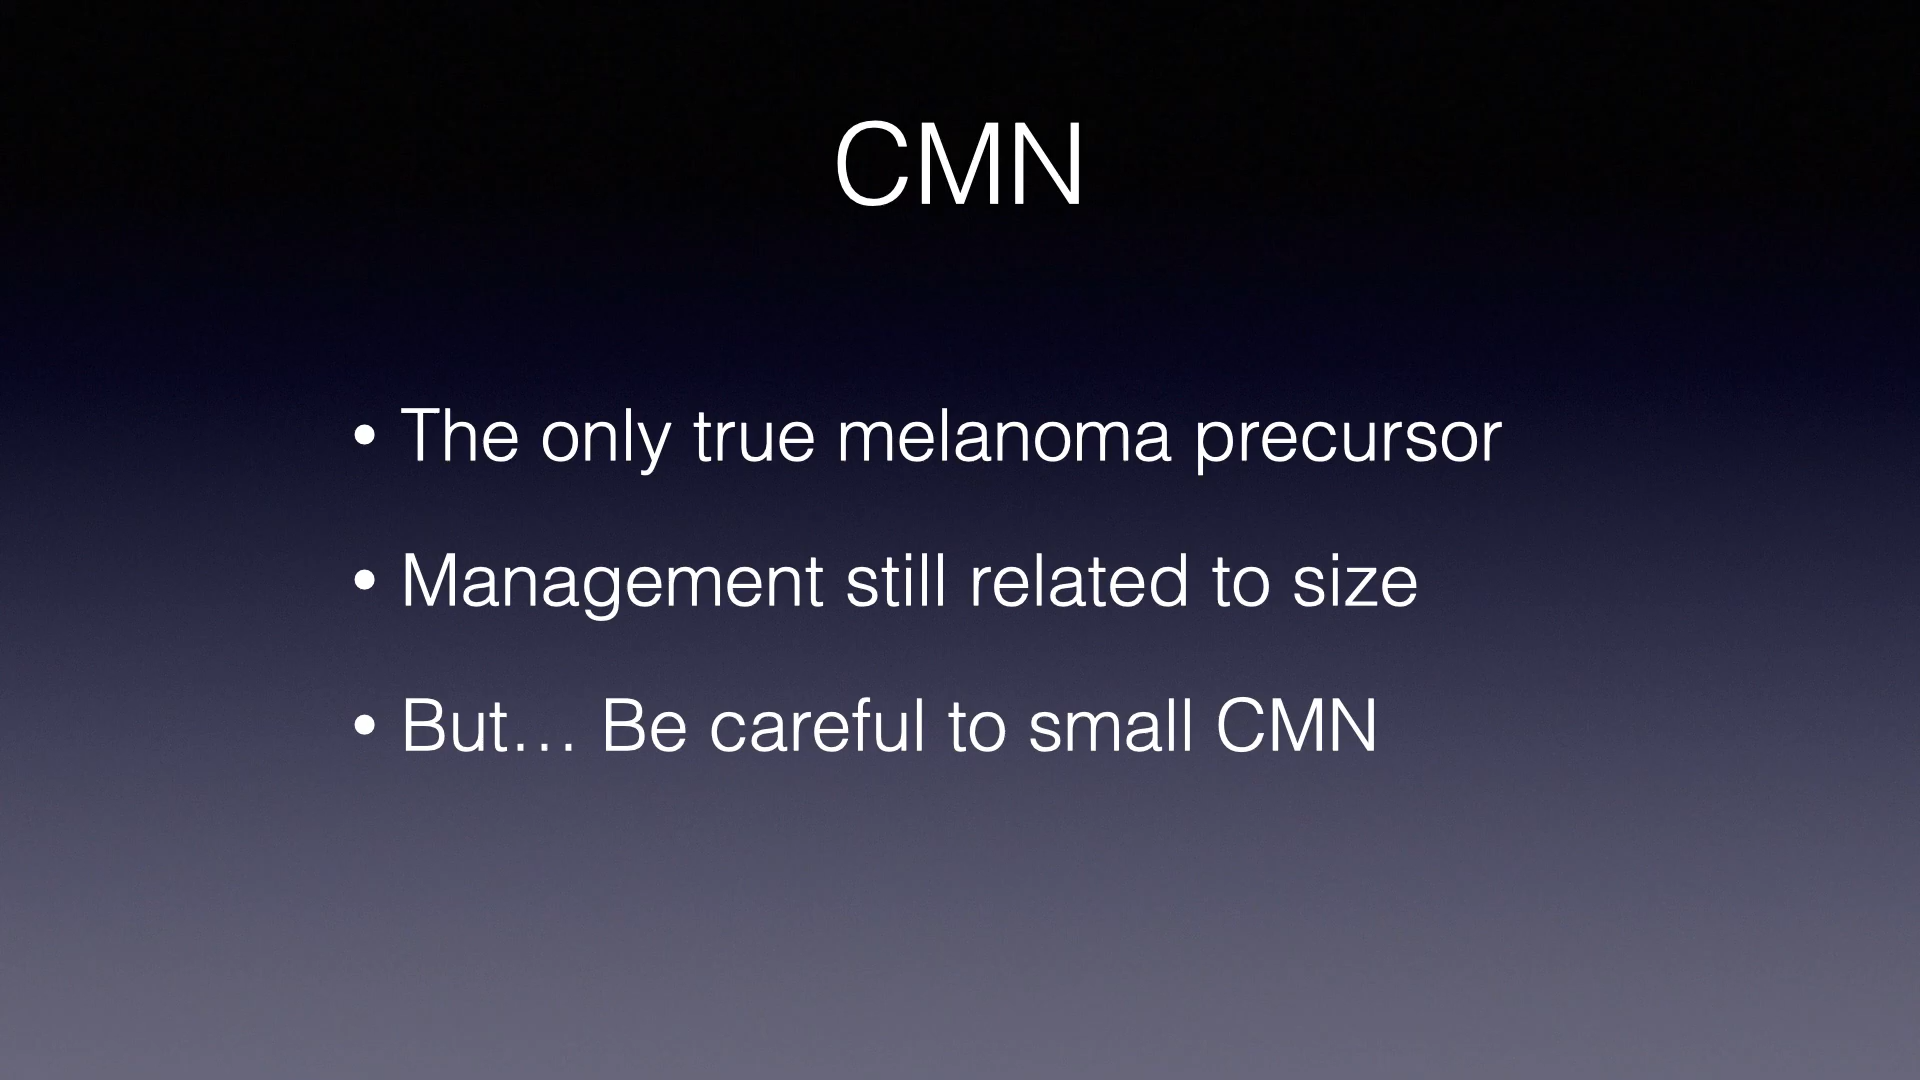 CMN
• The only true melanoma precursor
• Management still related to size
• But… Be careful to small CMN